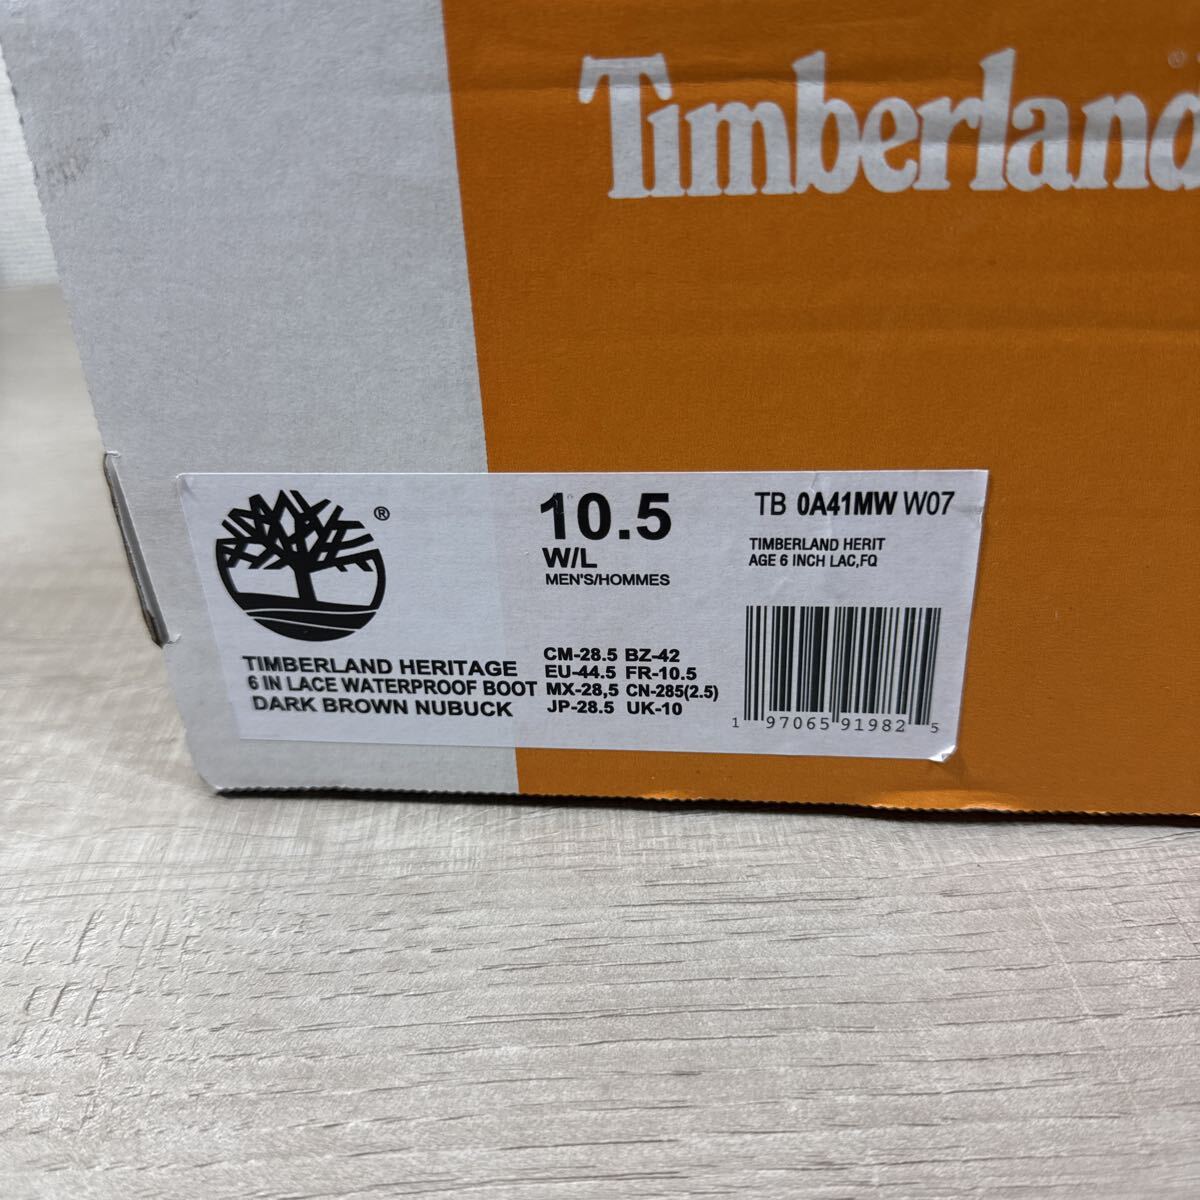 Timberland
®
®
10.5
W/L
MEN'S/HOMMES
TB 0A41MW W07
TIMBERLAND HERIT
AGE 6 INCH LAC,FQ
TIMBERLAND HERITAGE
6 IN LACE WATERPROOF BOOT
DARK BROWN NUBUCK
CM-28.5 BZ-42
EU-44.5 FR-10.5
MX-28,5 CN-285(2.5)
JP-28.5 UK-10
1 97065 91982 5